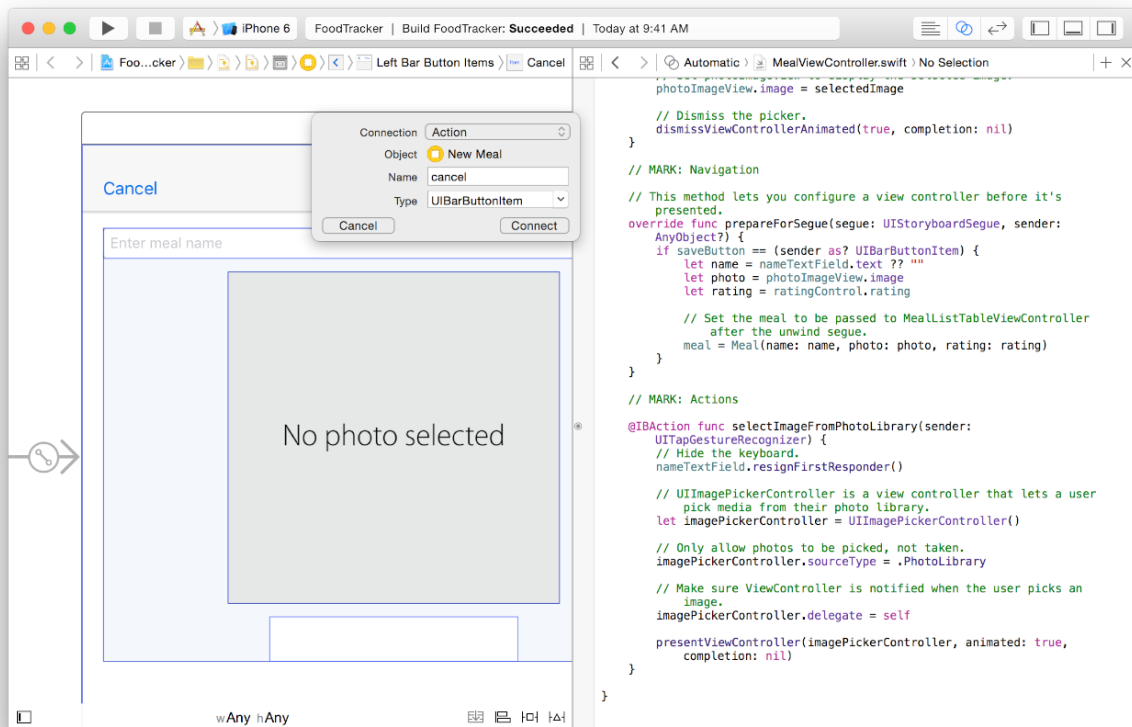 iPhone 6
FoodTracker | Build FoodTracker: Succeeded | Today at 9:41 AM
Foo...cker
Left Bar Button Items
Cancel
Automatic
MealViewController.swift
No Selection
Connection Action
Object New Meal
Name cancel
Type UIBarButtonItem
Cancel Connect
Cancel
Enter meal name
No photo selected
wAny hAny
photoImageView.image = selectedImage
// Dismiss the picker.
dismissViewControllerAnimated(true, completion: nil)
}
// MARK: Navigation
// This method lets you configure a view controller before it's
presented.
override func prepareForSegue(segue: UIStoryboardSegue, sender:
AnyObject?) {
if saveButton == (sender as? UIBarButtonItem) {
let name = nameTextField.text ?? ""
let photo = photoImageView.image
let rating = ratingControl.rating
// Set the meal to be passed to MealListTableViewController
after the unwind segue.
meal = Meal(name: name, photo: photo, rating: rating)
}
}
// MARK: Actions
@IBAction func selectImageFromPhotoLibrary(sender:
UITapGestureRecognizer) {
// Hide the keyboard.
nameTextField.resignFirstResponder()
// UIImagePickerController is a view controller that lets a user
pick media from their photo library.
let imagePickerController = UIImagePickerController()
// Only allow photos to be picked, not taken.
imagePickerController.sourceType = .PhotoLibrary
// Make sure ViewController is notified when the user picks an
image.
imagePickerController.delegate = self
presentViewController(imagePickerController, animated: true,
completion: nil)
}
}